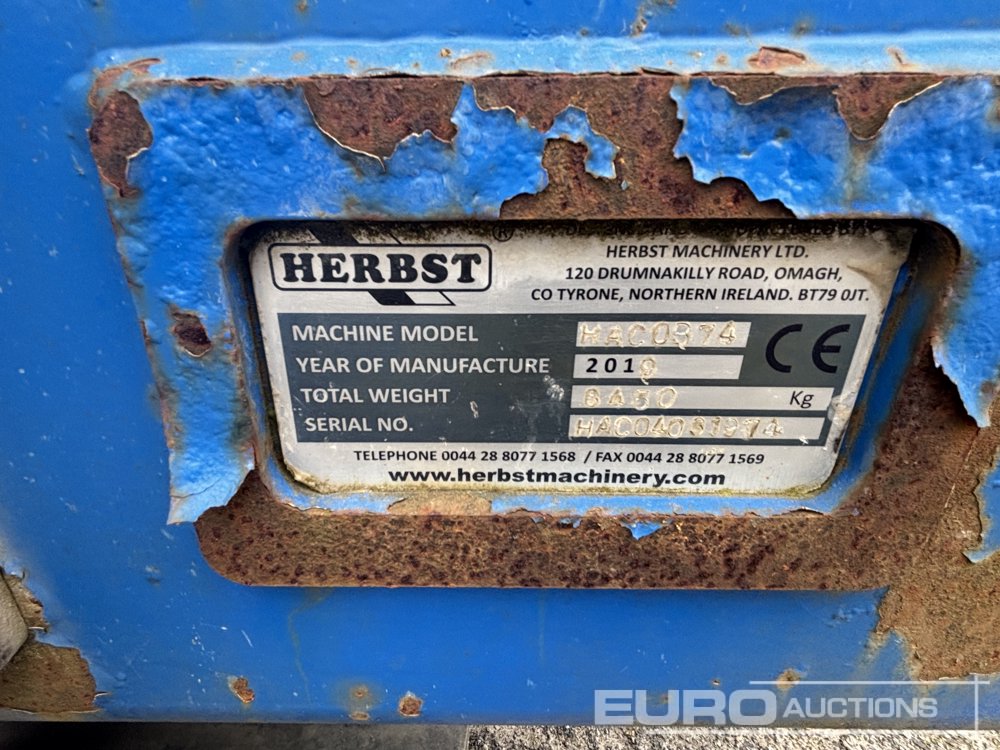 HERBST ®
HERBST MACHINERY LTD.
120 DRUMNAKILLY ROAD, OMAGH,
CO TYRONE, NORTHERN IRELAND. BT79 0JT.
MACHINE MODEL HAC0374
YEAR OF MANUFACTURE 2019
TOTAL WEIGHT Kg
SERIAL NO.
CE
TELEPHONE 0044 28 8077 1568 / FAX 0044 28 8077 1569
www.herbstmachinery.com
EURO AUCTIONS